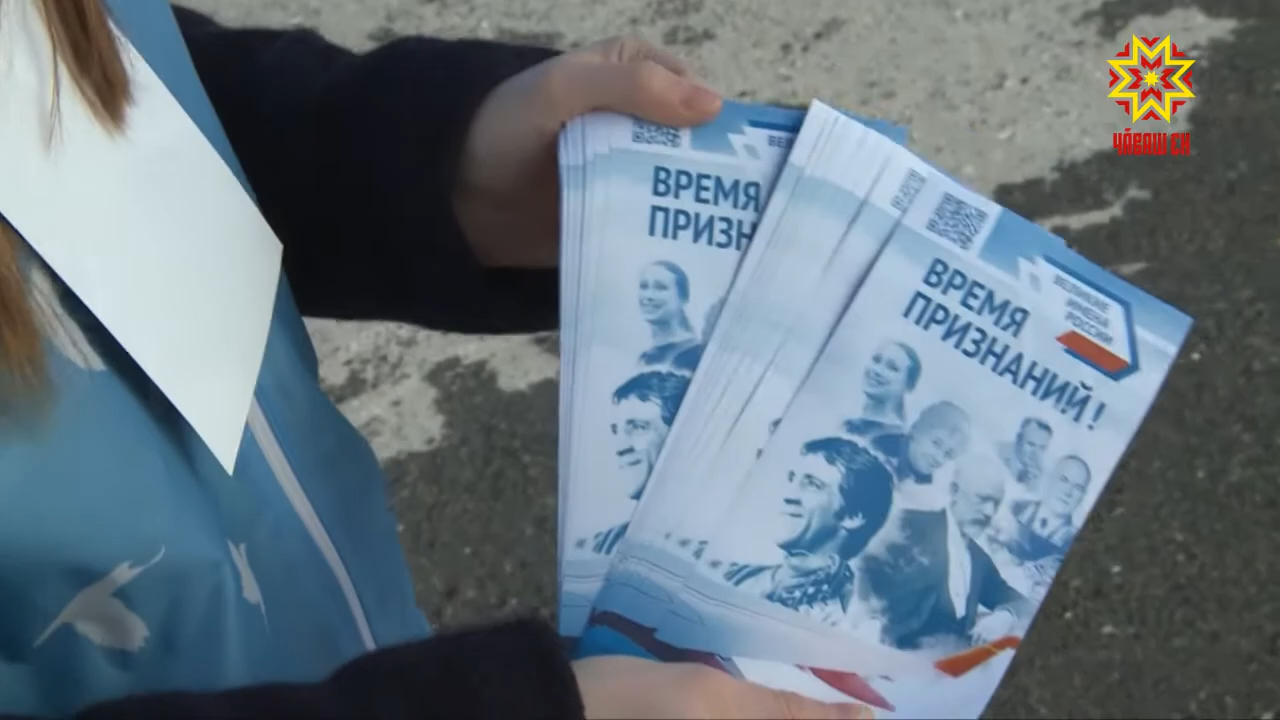 ЧӐВАШ ЕН
ВРЕМЯ
ПРИЗН
ВЕЛИКИЕ
ИМЕНА
РОССИИ
ВРЕМЯ
ПРИЗНАНИЙ!